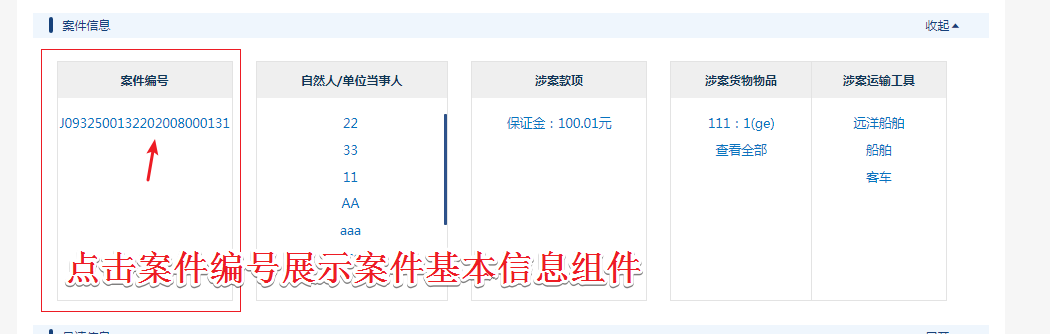 案件信息 收起
案件编号 自然人/单位当事人 涉案款项 涉案货物物品 涉案运输工具
J0932500132202008000131 22 保证金：100.01元 111：1(ge) 远洋船舶
33 查看全部 船舶
11 客车
AA
aaa
点击案件编号展示案件基本信息组件